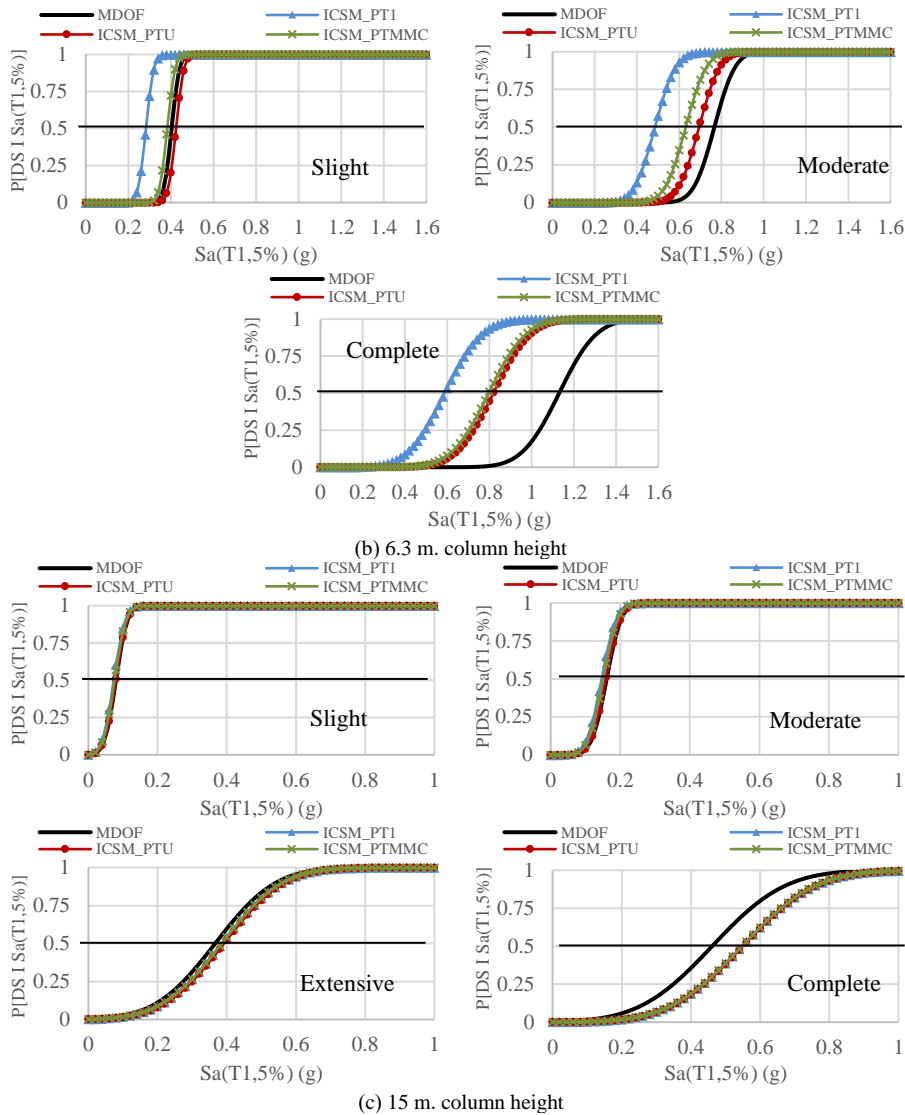 MDOF ICSM_PT1
ICSM_PTU ICSM_PTMMC
P[DS I Sa(T1,5%)]
1
0.75
0.5
0.25
0
Slight
0 0.2 0.4 0.6 0.8 1 1.2 1.4 1.6
Sa(T1,5%) (g)
MDOF ICSM_PT1
ICSM_PTU ICSM_PTMMC
P[DS I Sa(T1,5%)]
1
0.75
0.5
0.25
0
Moderate
0 0.2 0.4 0.6 0.8 1 1.2 1.4 1.6
Sa(T1,5%) (g)
MDOF ICSM_PT1
ICSM_PTU ICSM_PTMMC
P[DS I Sa(T1,5%)]
1
0.75
0.5
0.25
0
Complete
0 0.2 0.4 0.6 0.8 1 1.2 1.4 1.6
Sa(T1,5%) (g)
(b) 6.3 m. column height
MDOF ICSM_PT1
ICSM_PTU ICSM_PTMMC
P[DS I Sa(T1,5%)]
1
0.75
0.5
0.25
0
Slight
0 0.2 0.4 0.6 0.8 1
Sa(T1,5%) (g)
MDOF ICSM_PT1
ICSM_PTU ICSM_PTMMC
P[DS I Sa(T1,5%)]
1
0.75
0.5
0.25
0
Moderate
0 0.2 0.4 0.6 0.8 1
Sa(T1,5%) (g)
MDOF ICSM_PT1
ICSM_PTU ICSM_PTMMC
P[DS I Sa(T1,5%)]
1
0.75
0.5
0.25
0
Extensive
0 0.2 0.4 0.6 0.8 1
Sa(T1,5%) (g)
MDOF ICSM_PT1
ICSM_PTU ICSM_PTMMC
P[DS I Sa(T1,5%)]
1
0.75
0.5
0.25
0
Complete
0 0.2 0.4 0.6 0.8 1
Sa(T1,5%) (g)
(c) 15 m. column height